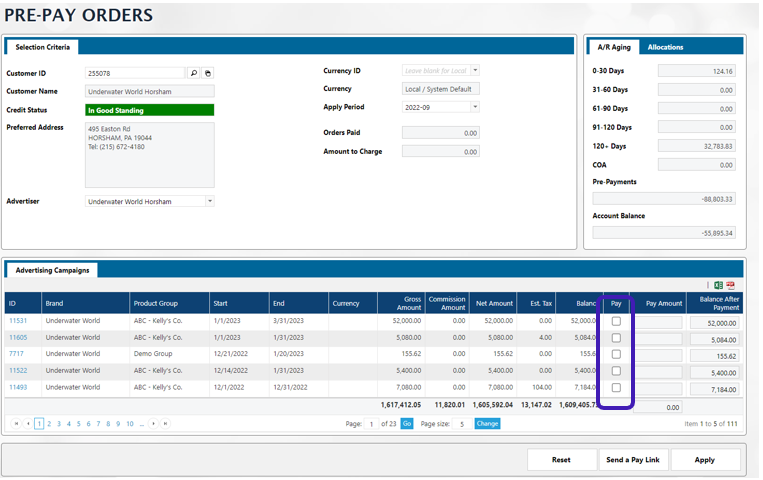 PRE-PAY ORDERS
Selection Criteria
Customer ID 255078
Customer Name Underwater World Horsham
Credit Status In Good Standing
Preferred Address 495 Easton Rd
HORSHAM, PA 19044
Tel: (215) 672-4180
Advertiser Underwater World Horsham
Currency ID Leave blank for Local
Currency Local / System Default
Apply Period 2022-09
Orders Paid 0.00
Amount to Charge 0.00
A/R Aging Allocations
0-30 Days 124.16
31-60 Days 0.00
61-90 Days 0.00
91-120 Days 0.00
120+ Days 32,783.83
COA 0.00
Pre-Payments
-88,803.33
Account Balance
-55,895.34
Advertising Campaigns
ID Brand Product Group Start End Currency Gross Amount Commission Amount Net Amount Est. Tax Balance Pay Pay Amount Balance After Payment
11531 Underwater World ABC - Kelly's Co. 1/1/2023 3/31/2023 52,000.00 0.00 52,000.00 0.00 52,000.00 52,000.00
11605 Underwater World ABC - Kelly's Co. 1/1/2023 1/31/2023 5,080.00 0.00 5,080.00 4.00 5,084.00 5,084.00
7717 Underwater World Demo Group 12/21/2022 1/20/2023 155.62 0.00 155.62 0.00 155.62 155.62
11522 Underwater World ABC - Kelly's Co. 12/14/2022 1/31/2023 5,400.00 0.00 5,400.00 0.00 5,400.00 5,400.00
11493 Underwater World ABC - Kelly's Co. 12/1/2022 12/31/2022 7,080.00 0.00 7,080.00 104.00 7,184.00 7,184.00
1,617,412.05 11,820.01 1,605,592.04 13,147.02 1,609,405.7 0.00
1 2 3 4 5 6 7 8 9 10 ... Page: 1 of 23 Go Page size: 5 Change Item 1 to 5 of 111
Reset Send a Pay Link Apply